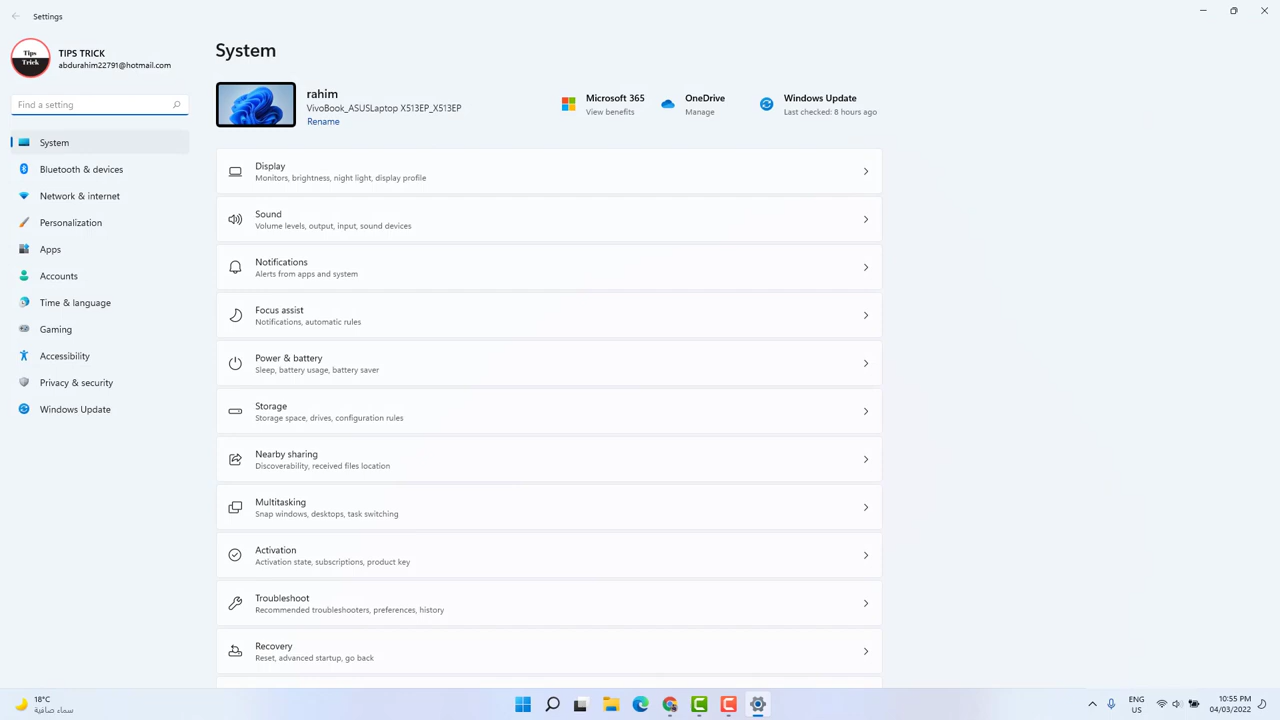 Settings
Tips
Trick
TIPS TRICK
abdurahim22791@hotmail.com
Find a setting
System
Bluetooth & devices
Network & internet
Personalization
Apps
Accounts
Time & language
Gaming
Accessibility
Privacy & security
Windows Update
System
rahim
VivoBook_ASUSLaptop X513EP_X513EP
Rename
Microsoft 365
View benefits
OneDrive
Manage
Windows Update
Last checked: 8 hours ago
Display
Monitors, brightness, night light, display profile
Sound
Volume levels, output, input, sound devices
Notifications
Alerts from apps and system
Focus assist
Notifications, automatic rules
Power & battery
Sleep, battery usage, battery saver
Storage
Storage space, drives, configuration rules
Nearby sharing
Discoverability, received files location
Multitasking
Snap windows, desktops, task switching
Activation
Activation state, subscriptions, product key
Troubleshoot
Recommended troubleshooters, preferences, history
Recovery
Reset, advanced startup, go back
18°C
سماء صافية
ENG
US
10:55 PM
04/03/2022